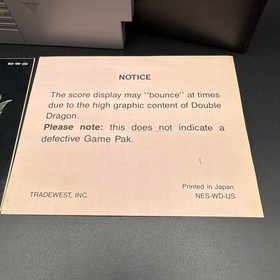 NOTICE
The score display may "bounce" at times
due to the high graphic content of Double
Dragon.
Please note: this does not indicate a
defective Game Pak.
TRADEWEST, INC.
Printed in Japan
NES-WD-US